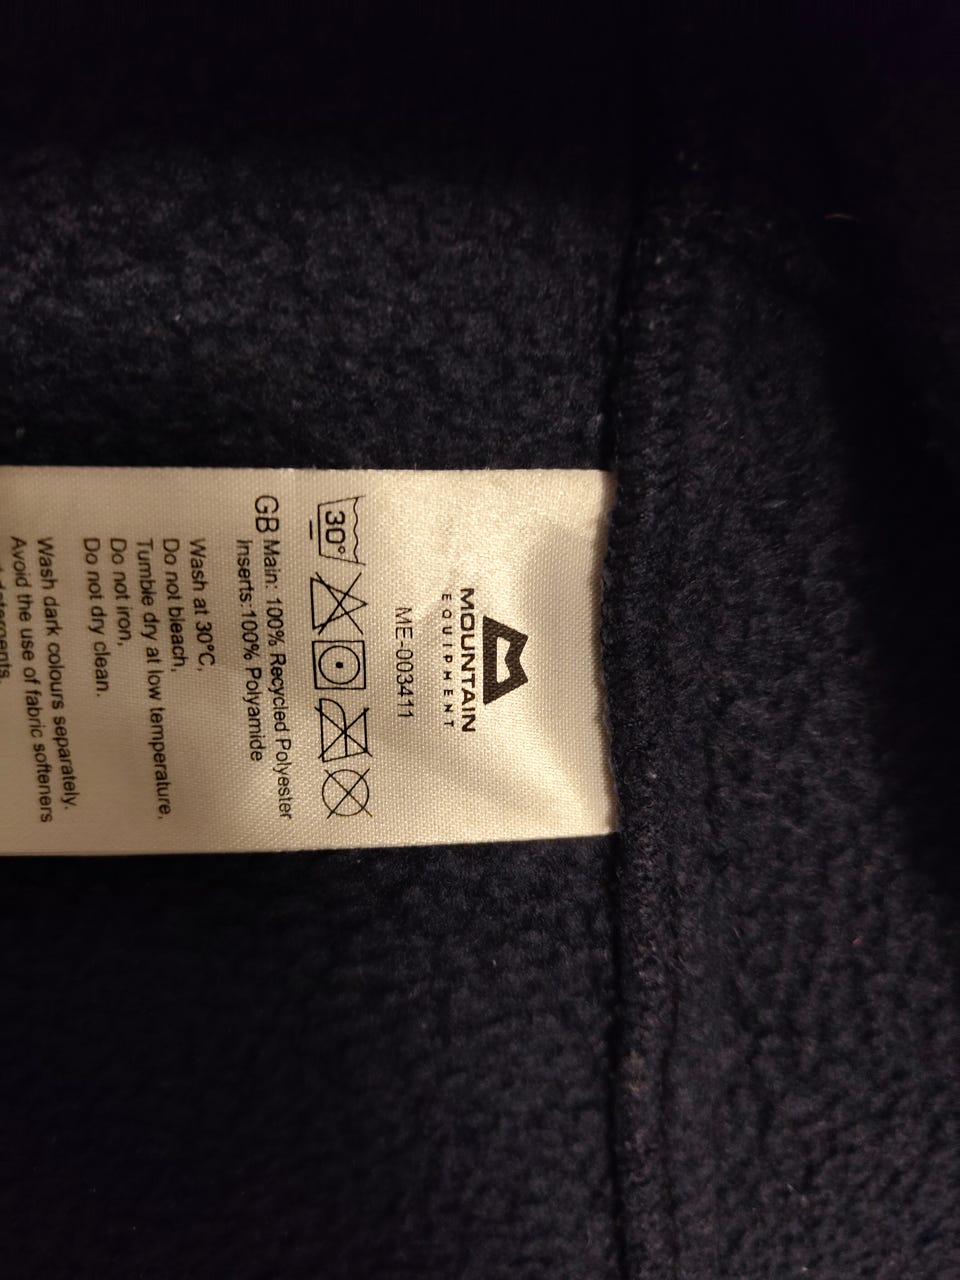 MOUNTAIN
EQUIPMENT
ME-003411
30°
GB Main: 100% Recycled Polyester
Inserts:100% Polyamide
Wash at 30°C,
Do not bleach,
Tumble dry at low temperature,
Do not iron,
Do not dry clean.
Wash dark colours separately.
Avoid the use of fabric softeners
detergents.